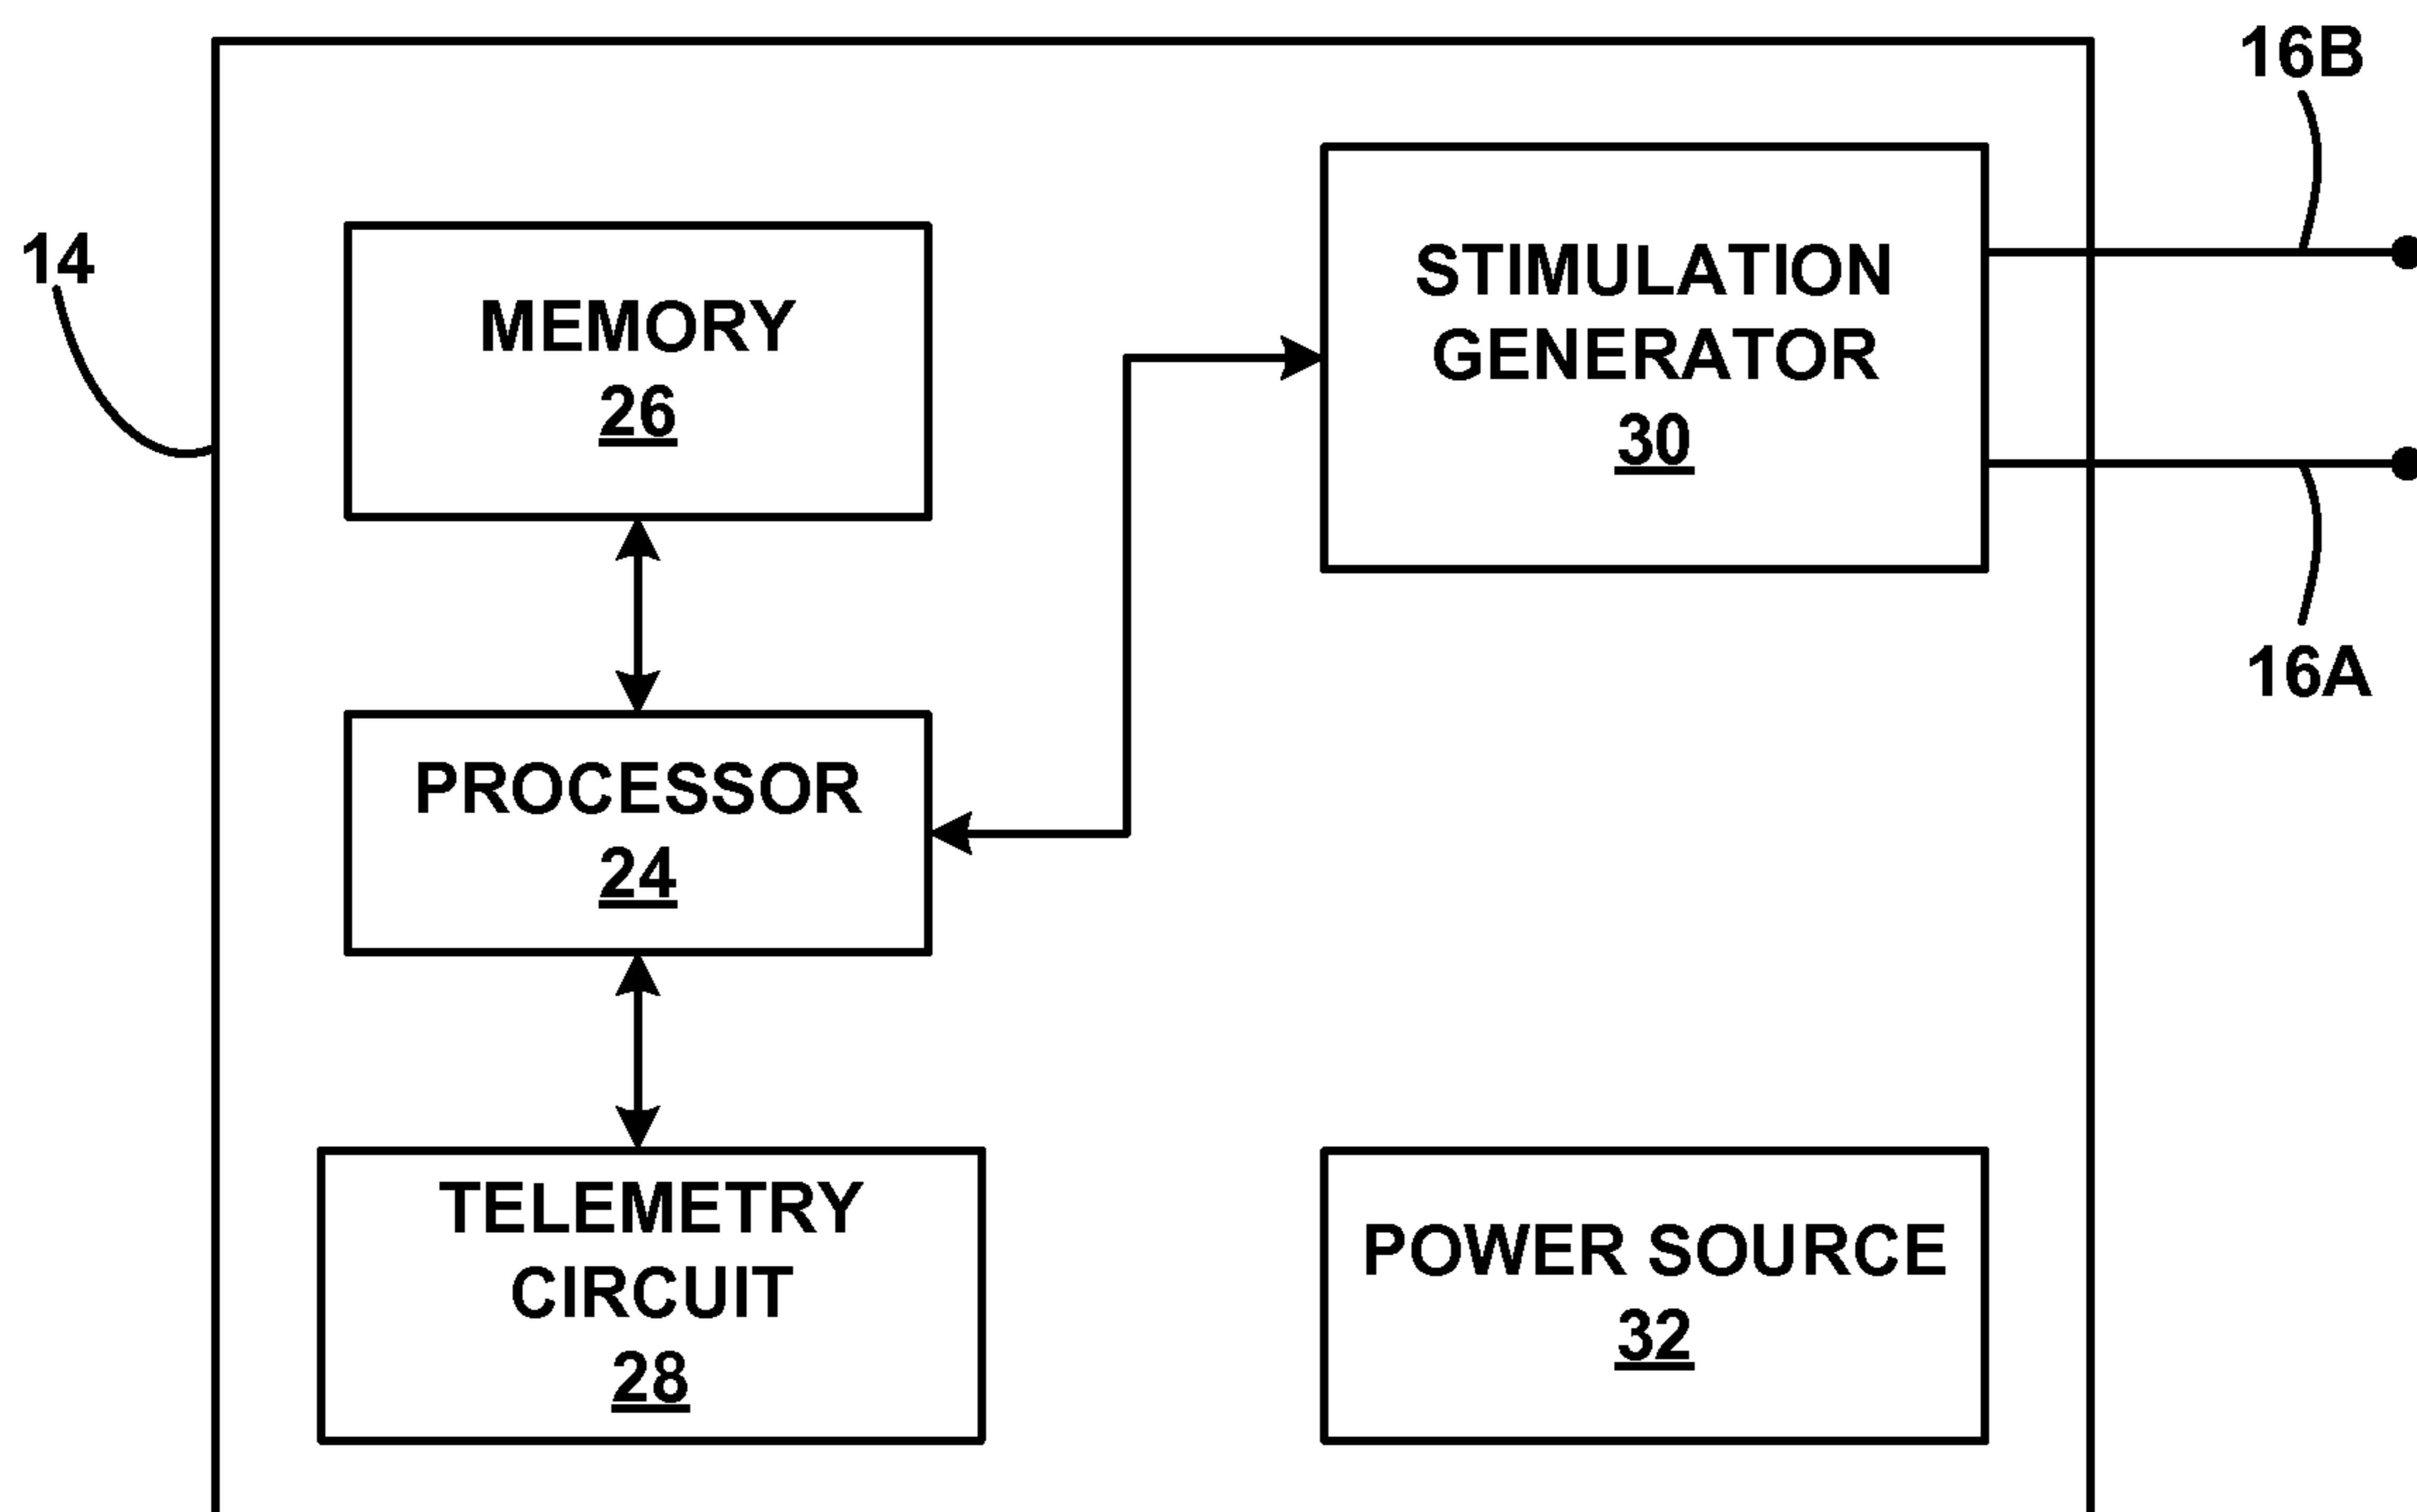 16B
14
MEMORY
26
STIMULATION
GENERATOR
30
16A
PROCESSOR
24
TELEMETRY
CIRCUIT
28
POWER SOURCE
32